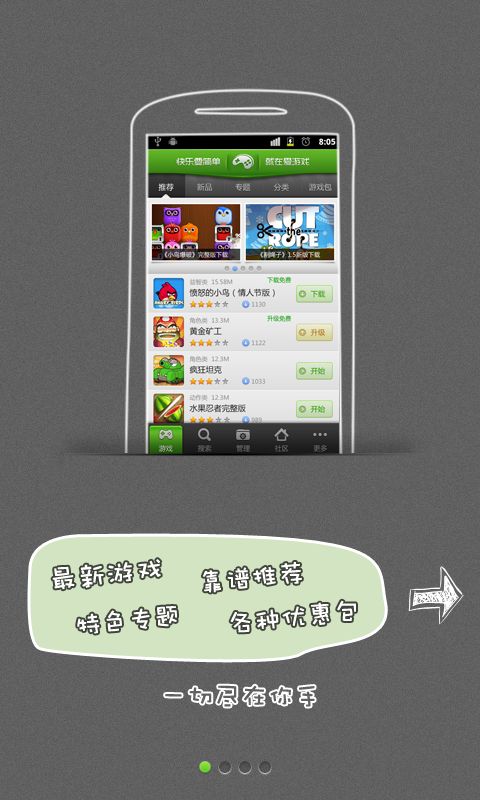 8:05
快乐要简单 就在爱游戏
推荐 新品 专题 分类 游戏包
CUT the ROPE
《小鸟爆破》完整版下载 《割绳子》1.5新版下载
益智类 15.58M 下载免费
愤怒的小鸟（情人节版） 下载
1130
角色类 13.3M 升级免费
黄金矿工 升级
1122
角色类 12.2M
疯狂坦克 开始
1033
动作类 12.2M
水果忍者完整版 开始
989
游戏 搜索 管理 社区 更多
最新游戏 靠谱推荐
特色专题 各种优惠包
一切尽在你手